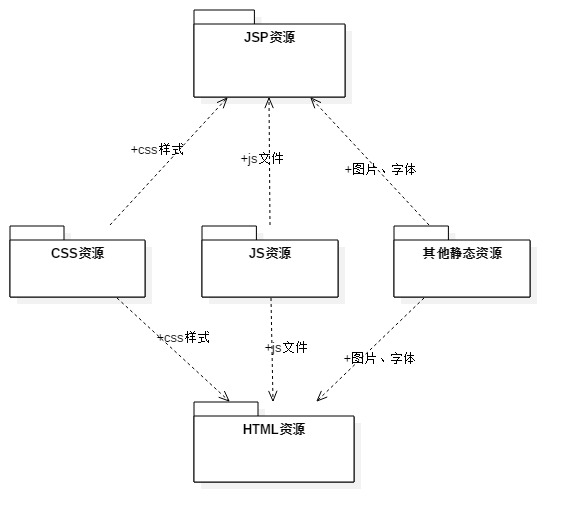 JSP资源
+css样式
+js文件
+图片、字体
CSS资源
JS资源
其他静态资源
+css样式
+js文件
+图片、字体
HTML资源